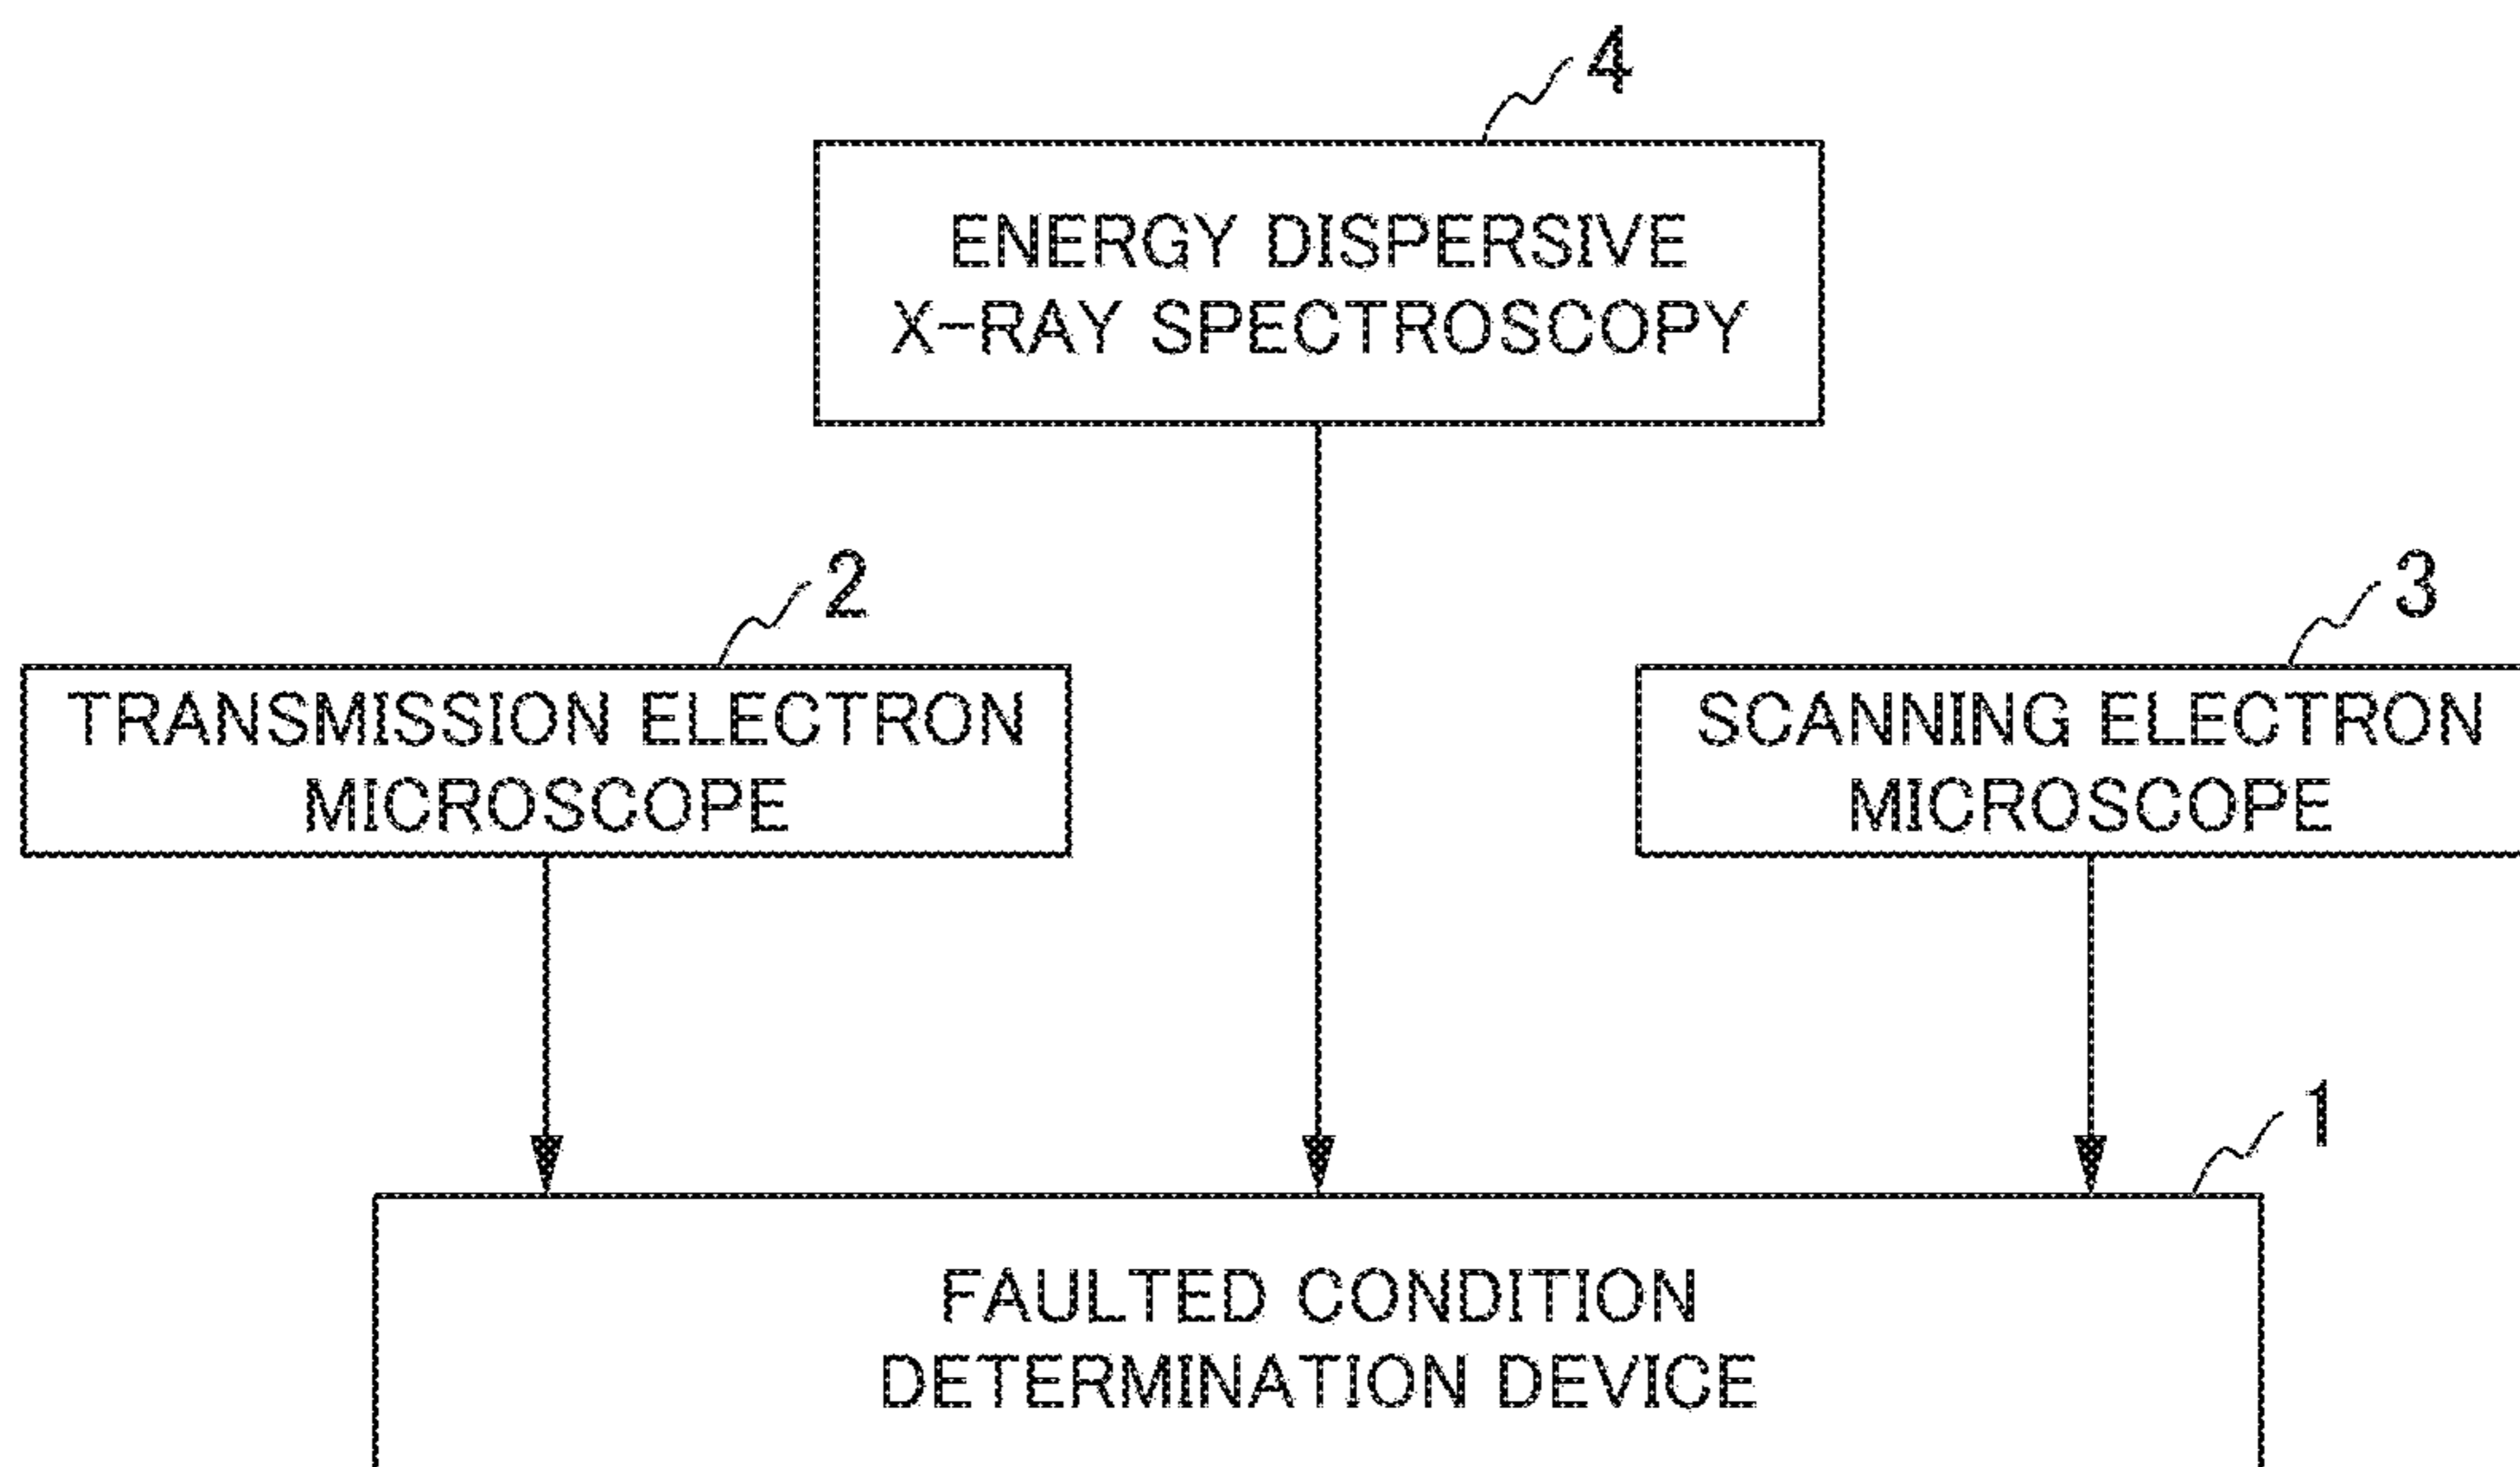 4
ENERGY DISPERSIVE
X-RAY SPECTROSCOPY
2
TRANSMISSION ELECTRON
MICROSCOPE
3
SCANNING ELECTRON
MICROSCOPE
1
FAULTED CONDITION
DETERMINATION DEVICE